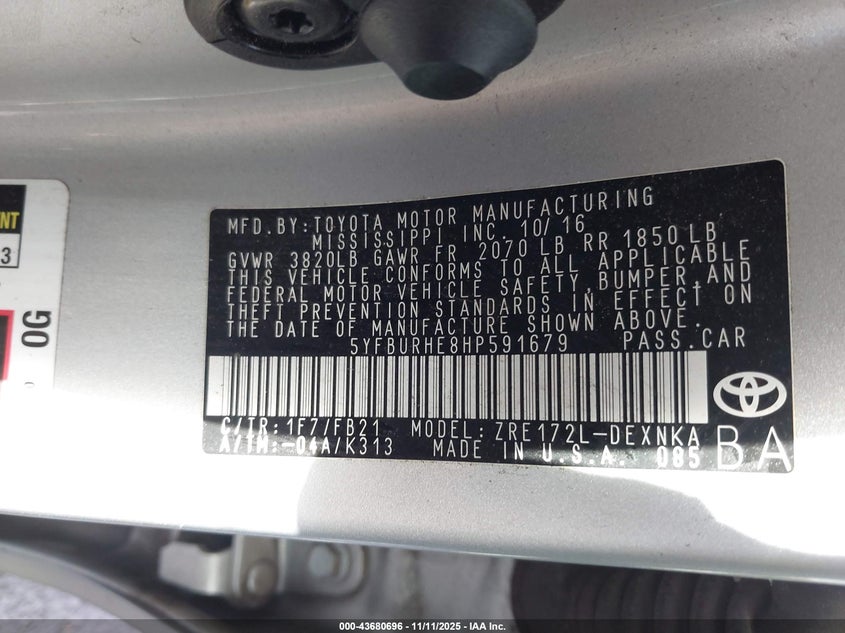 MFD.BY:TOYOTA MOTOR MANUFACTURING
MISSISSIPPI INC. 10/16
GVWR 3820LB GAWR FR 2070 LB RR 1850 LB
THIS VEHICLE CONFORMS TO ALL APPLICABLE
FEDERAL MOTOR VEHICLE SAFETY,BUMPER,AND
THEFT PREVENTION STANDARDS IN EFFECT ON
THE DATE OF MANUFACTURE SHOWN ABOVE.
5YFBURHE8HP591679 PASS.CAR
C/TR:1F7/FB21 MODEL:ZRE172L-DEXNKA
A/TM:-04A/K313 MADE IN U.S.A. 085
BA
3
OG
000-43680696 - 11/11/2025 - IAA Inc.